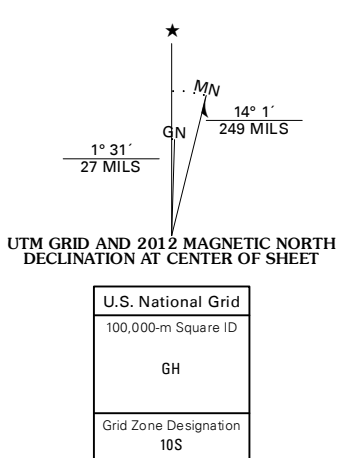 ★
MN
GN
14° 1´
249 MILS
1° 31´
27 MILS
UTM GRID AND 2012 MAGNETIC NORTH
DECLINATION AT CENTER OF SHEET
U.S. National Grid
100,000-m Square ID
GH
Grid Zone Designation
10S